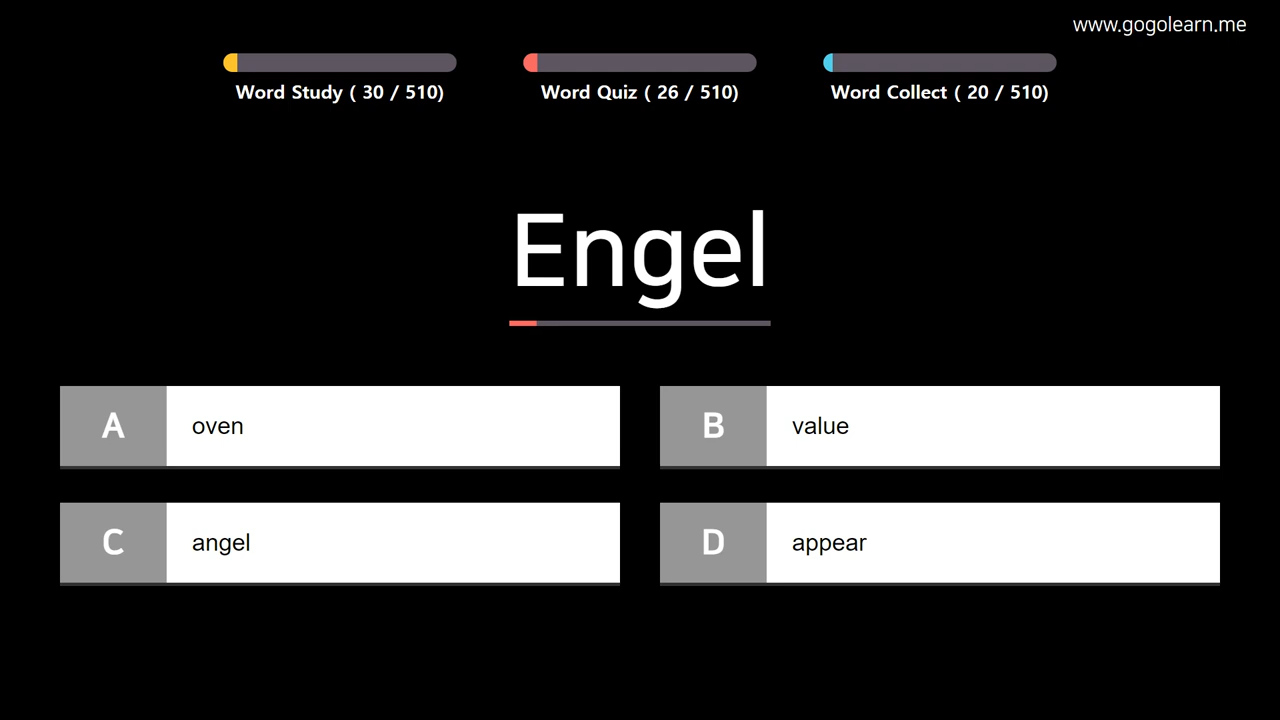 www.gogolearn.me
Word Study ( 30 / 510)
Word Quiz ( 26 / 510)
Word Collect ( 20 / 510)
Engel
A oven
B value
C angel
D appear